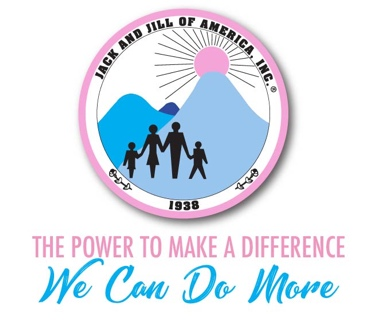 JACK AND JILL OF AMERICA, INC.®
1938
THE POWER TO MAKE A DIFFERENCE
We Can Do More